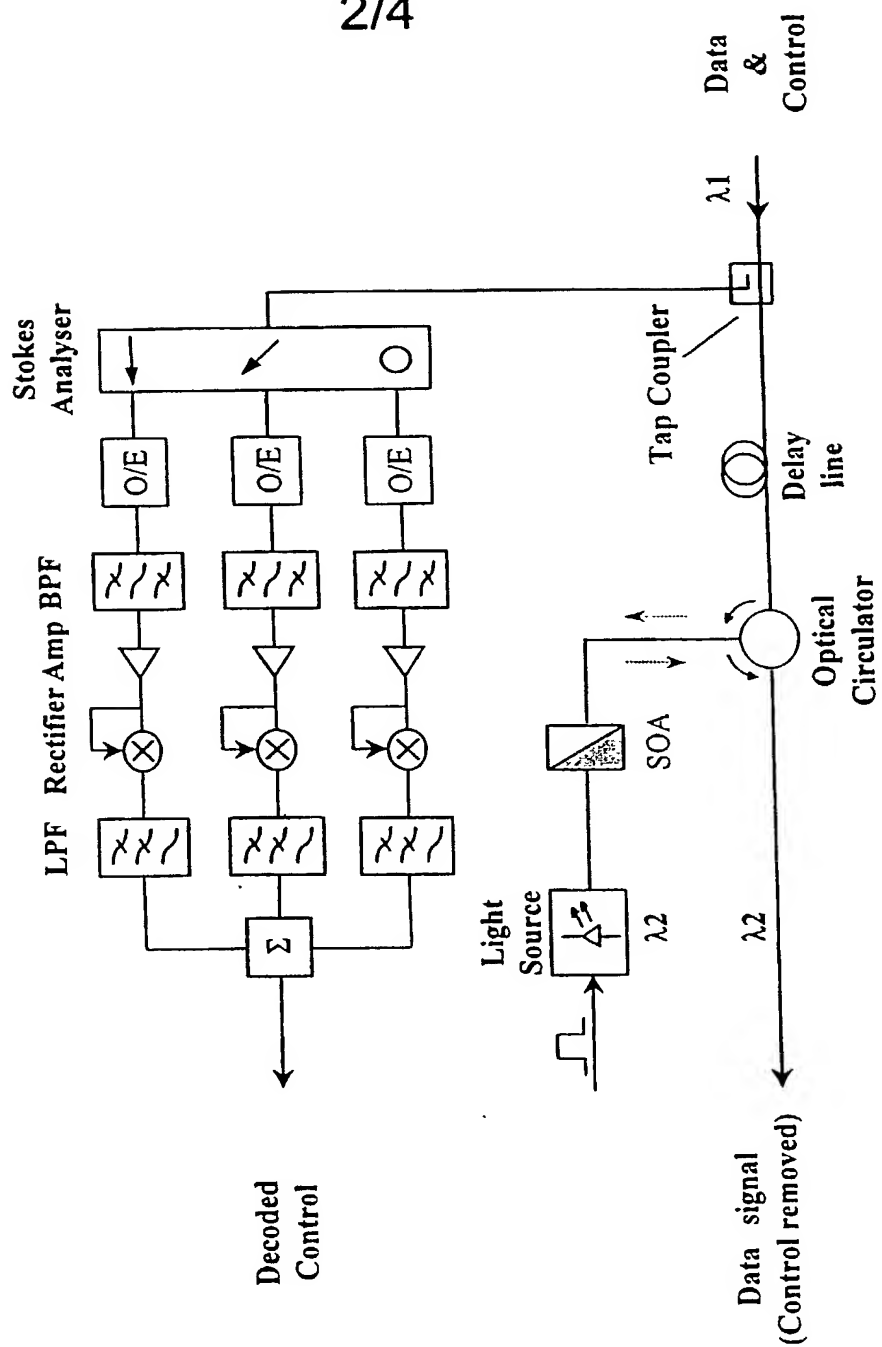 2/4
Stokes
Analyser
LPF Rectifier Amp BPF
O/E
O/E
O/E
Σ
Decoded
Control
Light
Source
λ2
SOA
Optical
Circulator
Delay
line
Tap Coupler
λ1
Data
&
Control
λ2
Data signal
(Control removed)